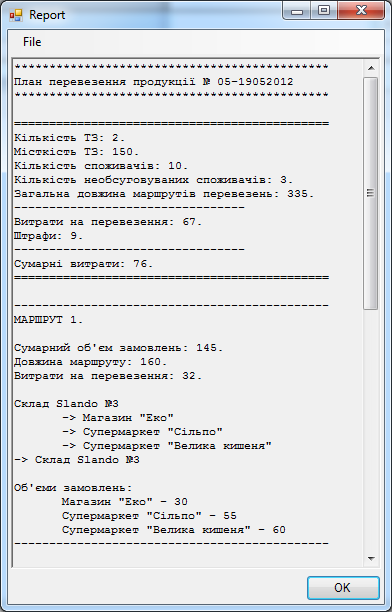 Report
File
*********************************************
План перевезення продукції № 05-19052012
*********************************************
=============================================
Кількість ТЗ: 2.
Місткість ТЗ: 150.
Кількість споживачів: 10.
Кількість необсуговуваних споживачів: 3.
Загальна довжина маршрутів перевезень: 335.
---------------------------------
Витрати на перевезення: 67.
Штрафи: 9.
---------------------------------
Сумарні витрати: 76.
=============================================
---------------------------------------------
МАРШРУТ 1.
Сумарний об'єм замовлень: 145.
Довжина маршруту: 160.
Витрати на перевезення: 32.
Склад Slando №3
-> Магазин "Еко"
-> Супермаркет "Сільпо"
-> Супермаркет "Велика кишеня"
-> Склад Slando №3
Об'єми замовлень:
Магазин "Еко" - 30
Супермаркет "Сільпо" - 55
Супермаркет "Велика кишеня" - 60
---------------------------------------------
OK